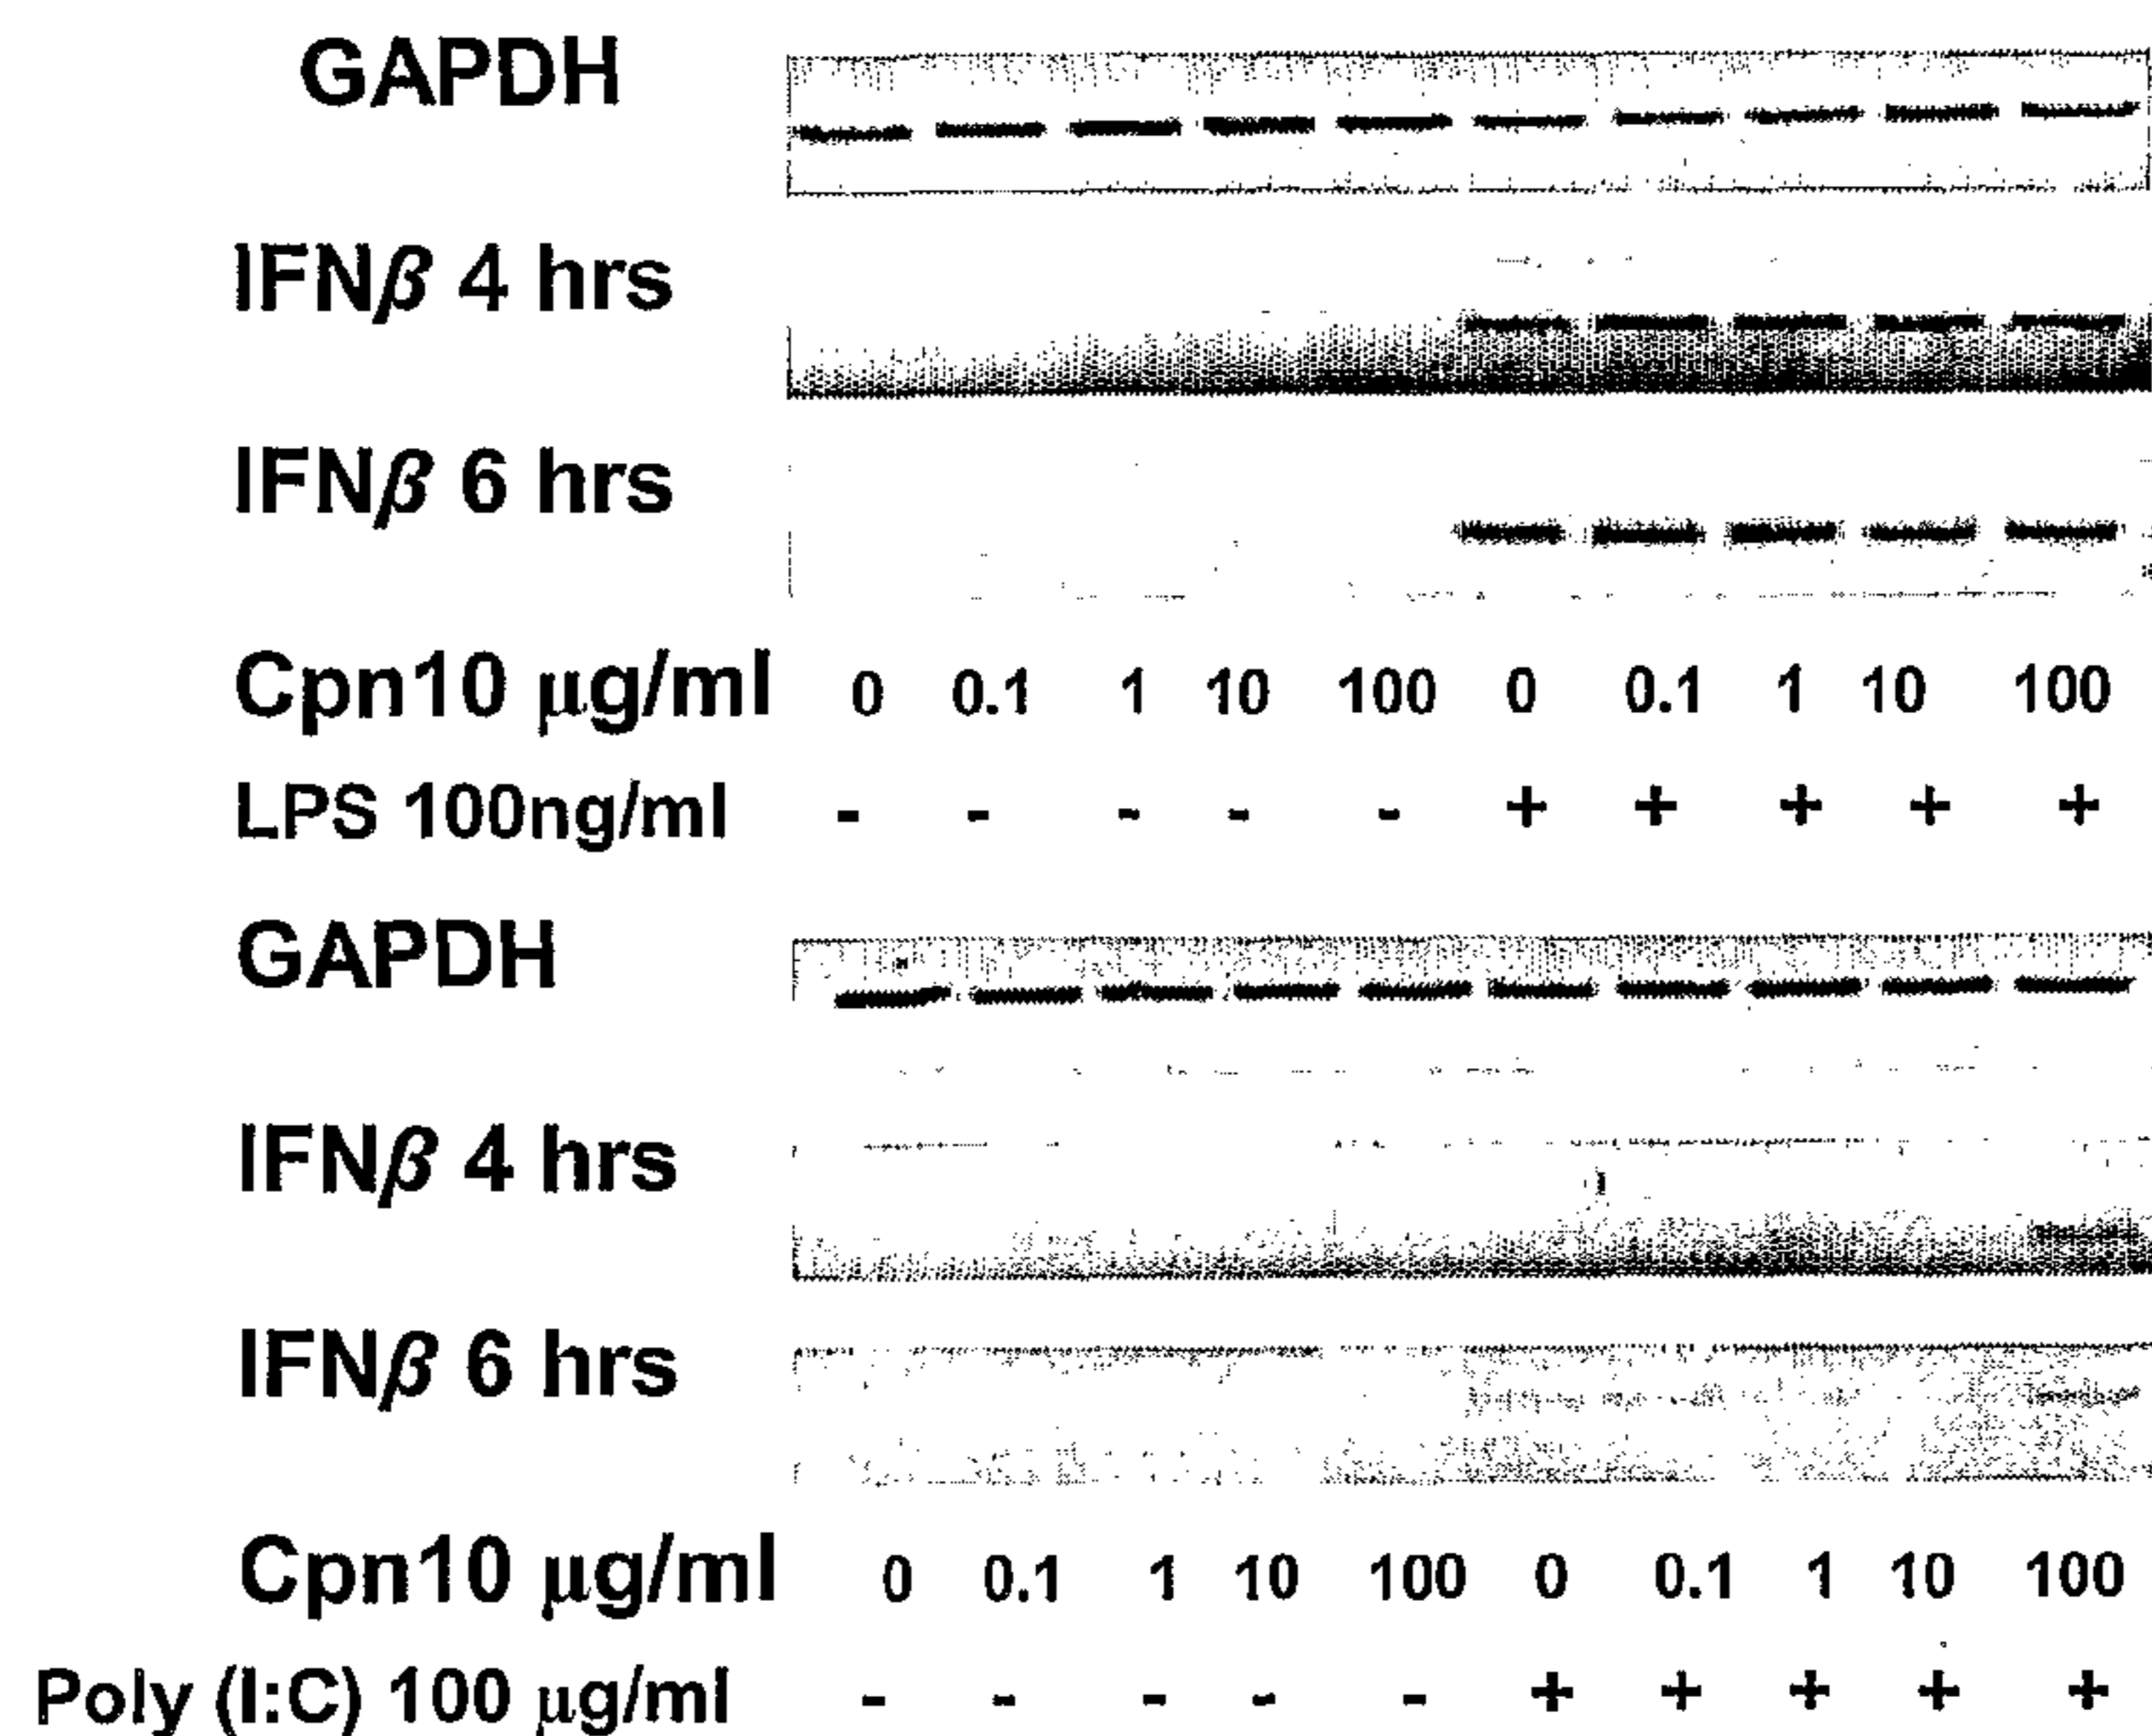 GAPDH
IFNβ 4 hrs
IFNβ 6 hrs
Cpn10 μg/ml 0 0.1 1 10 100 0 0.1 1 10 100
LPS 100ng/ml - - - - - + + + + +
GAPDH
IFNβ 4 hrs
IFNβ 6 hrs
Cpn10 μg/ml 0 0.1 1 10 100 0 0.1 1 10 100
Poly (I:C) 100 μg/ml - - - - - + + + + +